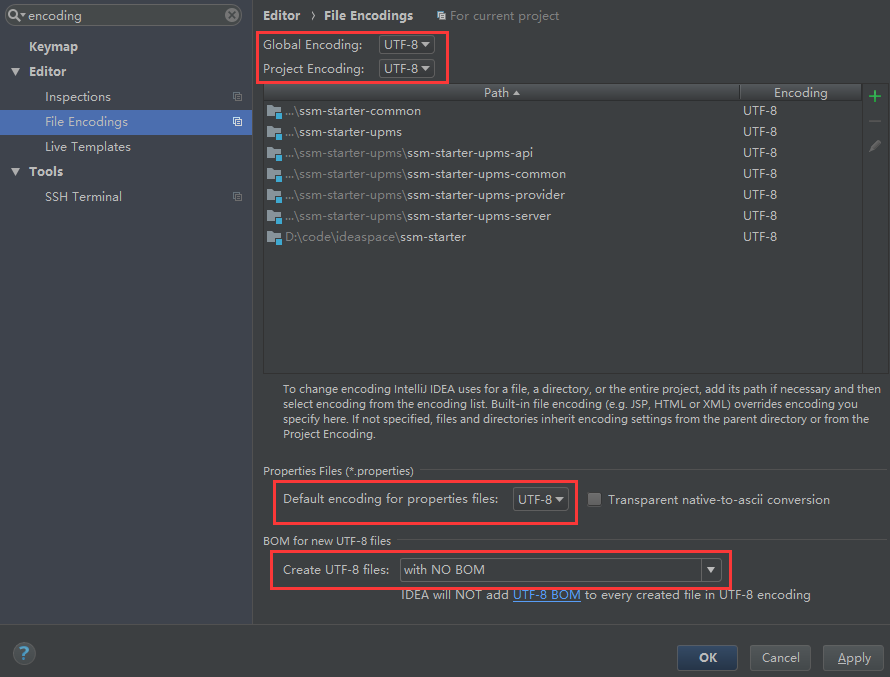 encoding
Editor › File Encodings For current project
Keymap
Editor
Inspections
File Encodings
Live Templates
Tools
SSH Terminal
Global Encoding: UTF-8
Project Encoding: UTF-8
Path Encoding
...\ssm-starter-common UTF-8
...\ssm-starter-upms UTF-8
...\ssm-starter-upms\ssm-starter-upms-api UTF-8
...\ssm-starter-upms\ssm-starter-upms-common UTF-8
...\ssm-starter-upms\ssm-starter-upms-provider UTF-8
...\ssm-starter-upms\ssm-starter-upms-server UTF-8
D:\code\ideaspace\ssm-starter UTF-8
To change encoding IntelliJ IDEA uses for a file, a directory, or the entire project, add its path if necessary and then
select encoding from the encoding list. Built-in file encoding (e.g. JSP, HTML or XML) overrides encoding you
specify here. If not specified, files and directories inherit encoding settings from the parent directory or from the
Project Encoding.
Properties Files (*.properties)
Default encoding for properties files: UTF-8 Transparent native-to-ascii conversion
BOM for new UTF-8 files
Create UTF-8 files: with NO BOM
IDEA will NOT add UTF-8 BOM to every created file in UTF-8 encoding
?
OK Cancel Apply